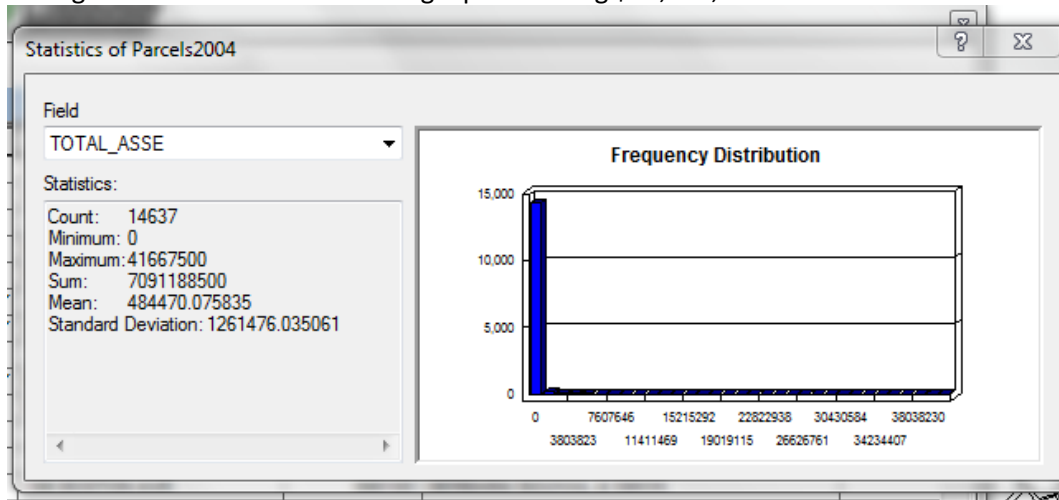 Statistics of Parcels2004
Field
TOTAL_ASSE
Statistics:
Count: 14637
Minimum: 0
Maximum: 41667500
Sum: 7091188500
Mean: 484470.075835
Standard Deviation: 1261476.035061
Frequency Distribution
15,000
10,000
5,000
0
0 7607646 15215292 22822938 30430584 38038230
3803823 11411469 19019115 26626761 34234407